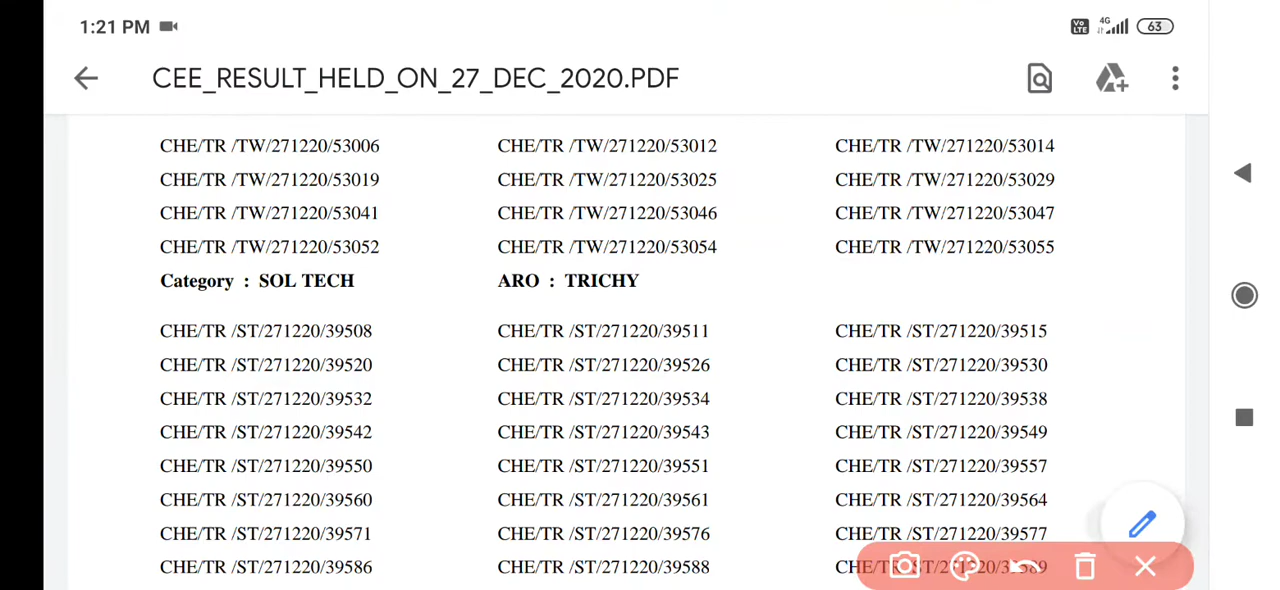 1:21 PM Vo LTE 4G 63
CEE_RESULT_HELD_ON_27_DEC_2020.PDF
CHE/TR /TW/271220/53006 CHE/TR /TW/271220/53012 CHE/TR /TW/271220/53014
CHE/TR /TW/271220/53019 CHE/TR /TW/271220/53025 CHE/TR /TW/271220/53029
CHE/TR /TW/271220/53041 CHE/TR /TW/271220/53046 CHE/TR /TW/271220/53047
CHE/TR /TW/271220/53052 CHE/TR /TW/271220/53054 CHE/TR /TW/271220/53055
Category : SOL TECH ARO : TRICHY
CHE/TR /ST/271220/39508 CHE/TR /ST/271220/39511 CHE/TR /ST/271220/39515
CHE/TR /ST/271220/39520 CHE/TR /ST/271220/39526 CHE/TR /ST/271220/39530
CHE/TR /ST/271220/39532 CHE/TR /ST/271220/39534 CHE/TR /ST/271220/39538
CHE/TR /ST/271220/39542 CHE/TR /ST/271220/39543 CHE/TR /ST/271220/39549
CHE/TR /ST/271220/39550 CHE/TR /ST/271220/39551 CHE/TR /ST/271220/39557
CHE/TR /ST/271220/39560 CHE/TR /ST/271220/39561 CHE/TR /ST/271220/39564
CHE/TR /ST/271220/39571 CHE/TR /ST/271220/39576 CHE/TR /ST/271220/39577
CHE/TR /ST/271220/39586 CHE/TR /ST/271220/39588